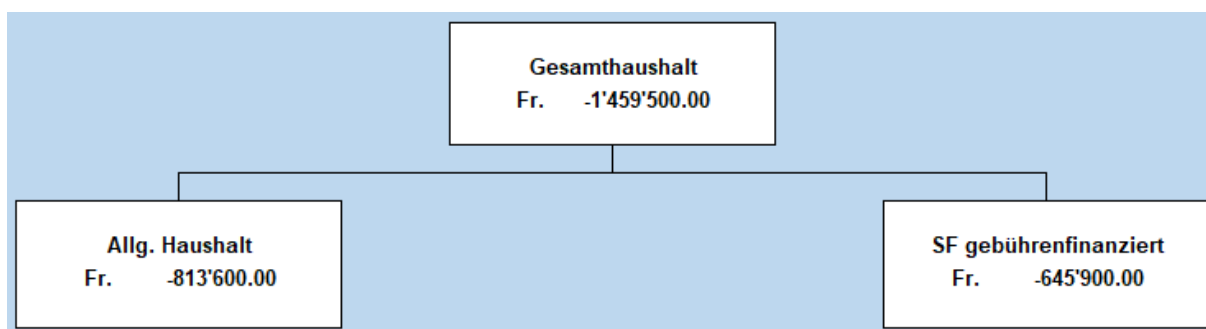 Gesamthaushalt
Fr. -1'459'500.00
Allg. Haushalt
Fr. -813'600.00
SF gebührenfinanziert
Fr. -645'900.00